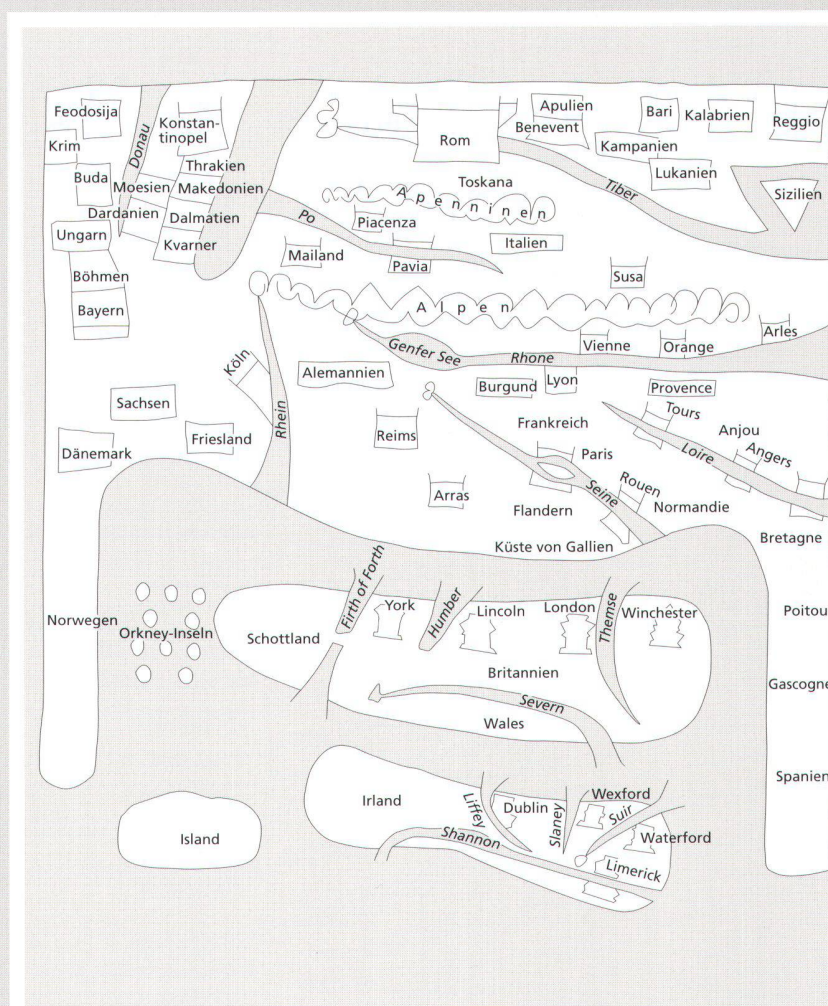 Feodosija
Krim
Buda
Donau
Konstan-
tinopel
Thrakien
Moesien
Makedonien
Dardanien
Dalmatien
Ungarn
Kvarner
Böhmen
Bayern
Rom
Apulien
Benevent
Bari
Kalabrien
Reggio
Kampanien
Lukanien
Sizilien
Tiber
Toskana
Apenninen
Po
Piacenza
Italien
Mailand
Pavia
Susa
Alpen
Genfer See
Rhone
Vienne
Orange
Arles
Köln
Alemannien
Burgund
Lyon
Provence
Sachsen
Friesland
Rhein
Dänemark
Reims
Frankreich
Tours
Anjou
Loire
Angers
Paris
Arras
Seine
Rouen
Flandern
Normandie
Küste von Gallien
Bretagne
Norwegen
Orkney-Inseln
Schottland
Firth of Forth
York
Humber
Lincoln
London
Themse
Winchester
Poitou
Britannien
Gascogne
Severn
Wales
Spanien
Irland
Liffey
Dublin
Slaney
Wexford
Suir
Waterford
Shannon
Limerick
Island